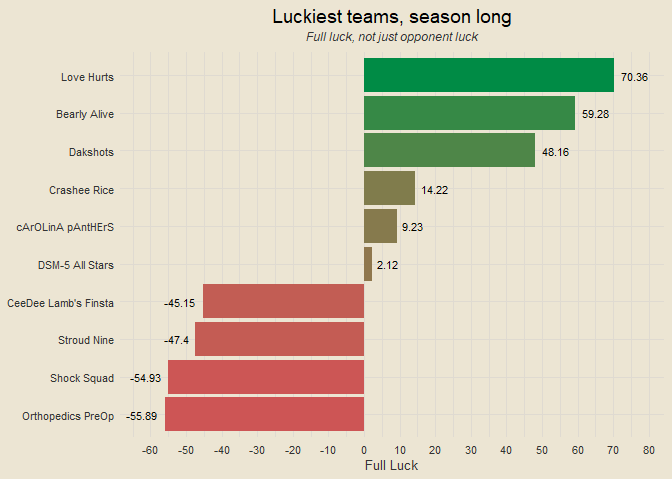 Luckiest teams, season long
Full luck, not just opponent luck
Love Hurts 70.36
Bearly Alive 59.28
Dakshots 48.16
Crashee Rice 14.22
cArOLinA pAntHErS 9.23
DSM-5 All Stars 2.12
CeeDee Lamb's Finsta -45.15
Stroud Nine -47.4
Shock Squad -54.93
Orthopedics PreOp -55.89
-60 -50 -40 -30 -20 -10 0 10 20 30 40 50 60 70 80
Full Luck